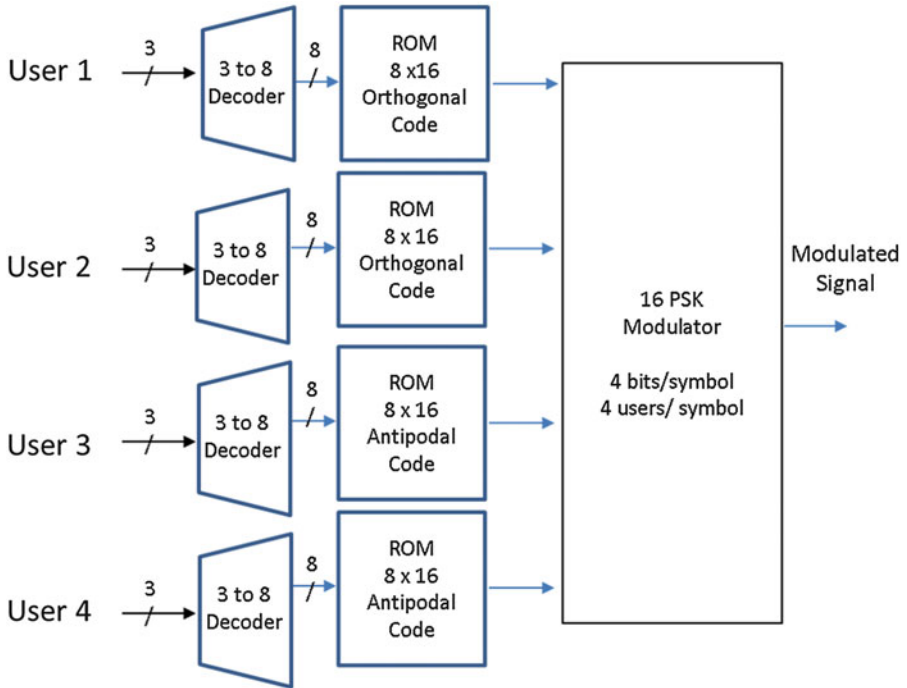 User 1
3
3 to 8
Decoder
8
ROM
8 x16
Orthogonal
Code
User 2
3
3 to 8
Decoder
8
ROM
8 x 16
Orthogonal
Code
User 3
3
3 to 8
Decoder
8
ROM
8 x 16
Antipodal
Code
User 4
3
3 to 8
Decoder
8
ROM
8 x 16
Antipodal
Code
16 PSK
Modulator
4 bits/symbol
4 users/ symbol
Modulated
Signal